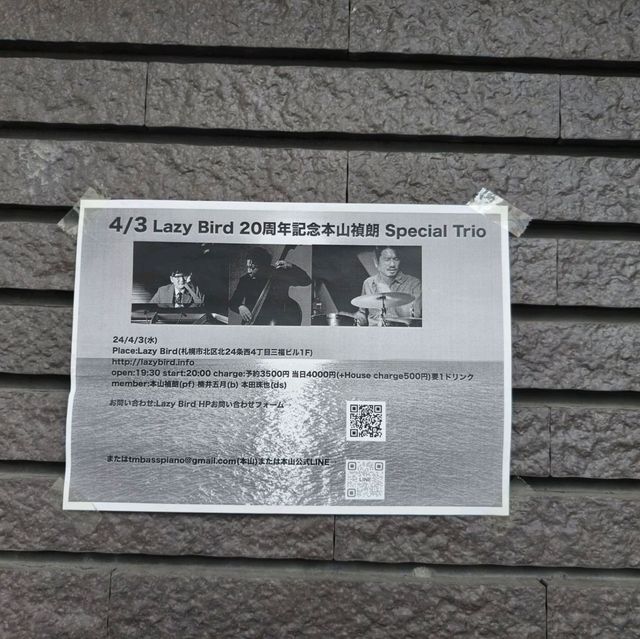 4/3 Lazy Bird 20周年記念本山禎朗 Special Trio
24/4/3(水)
Place:Lazy Bird(札幌市北区北24条西4丁目三福ビル1F)
http://lazybird.info
open:19:30 start:20:00 charge:予約3500円 当日4000円(+House charge500円)要1ドリンク
member:本山禎朗(pf) 柳井五月(b) 本田珠也(ds)
お問い合わせ:Lazy Bird HPお問い合わせフォーム
またはtmbasspiano@gmail.com(本山)または本山公式LINE
LINE